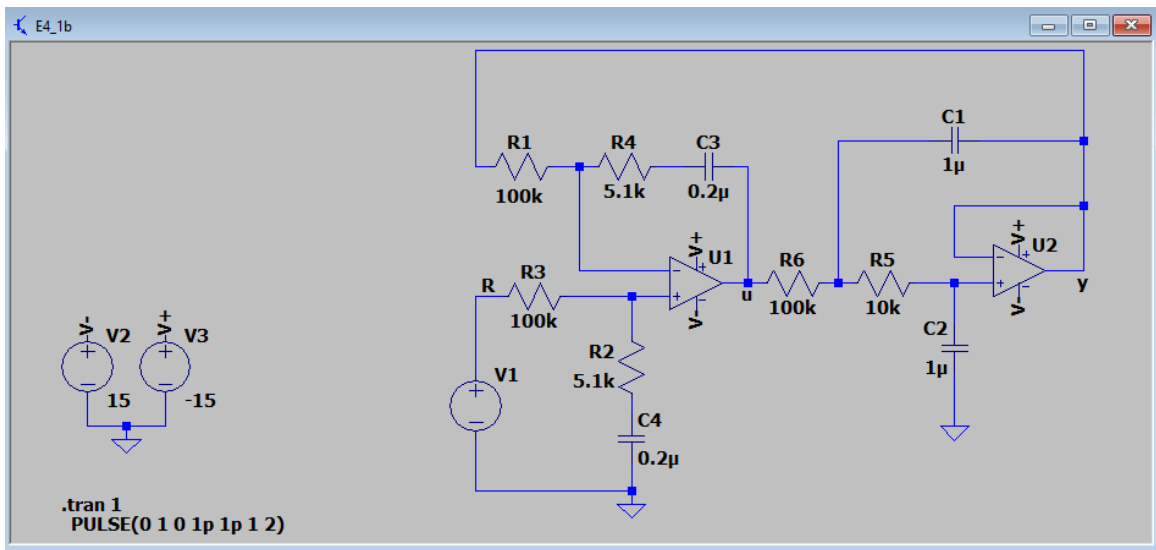 E4_1b
C1
1µ
R1
R4
C3
100k
5.1k
0.2µ
V+
V+
U1
U2
R
R3
R6
R5
u
y
100k
100k
10k
V-
V-
V-
V+
V2
V3
R2
C2
V1
5.1k
1µ
15
-15
C4
0.2µ
.tran 1
PULSE(0 1 0 1p 1p 1 2)